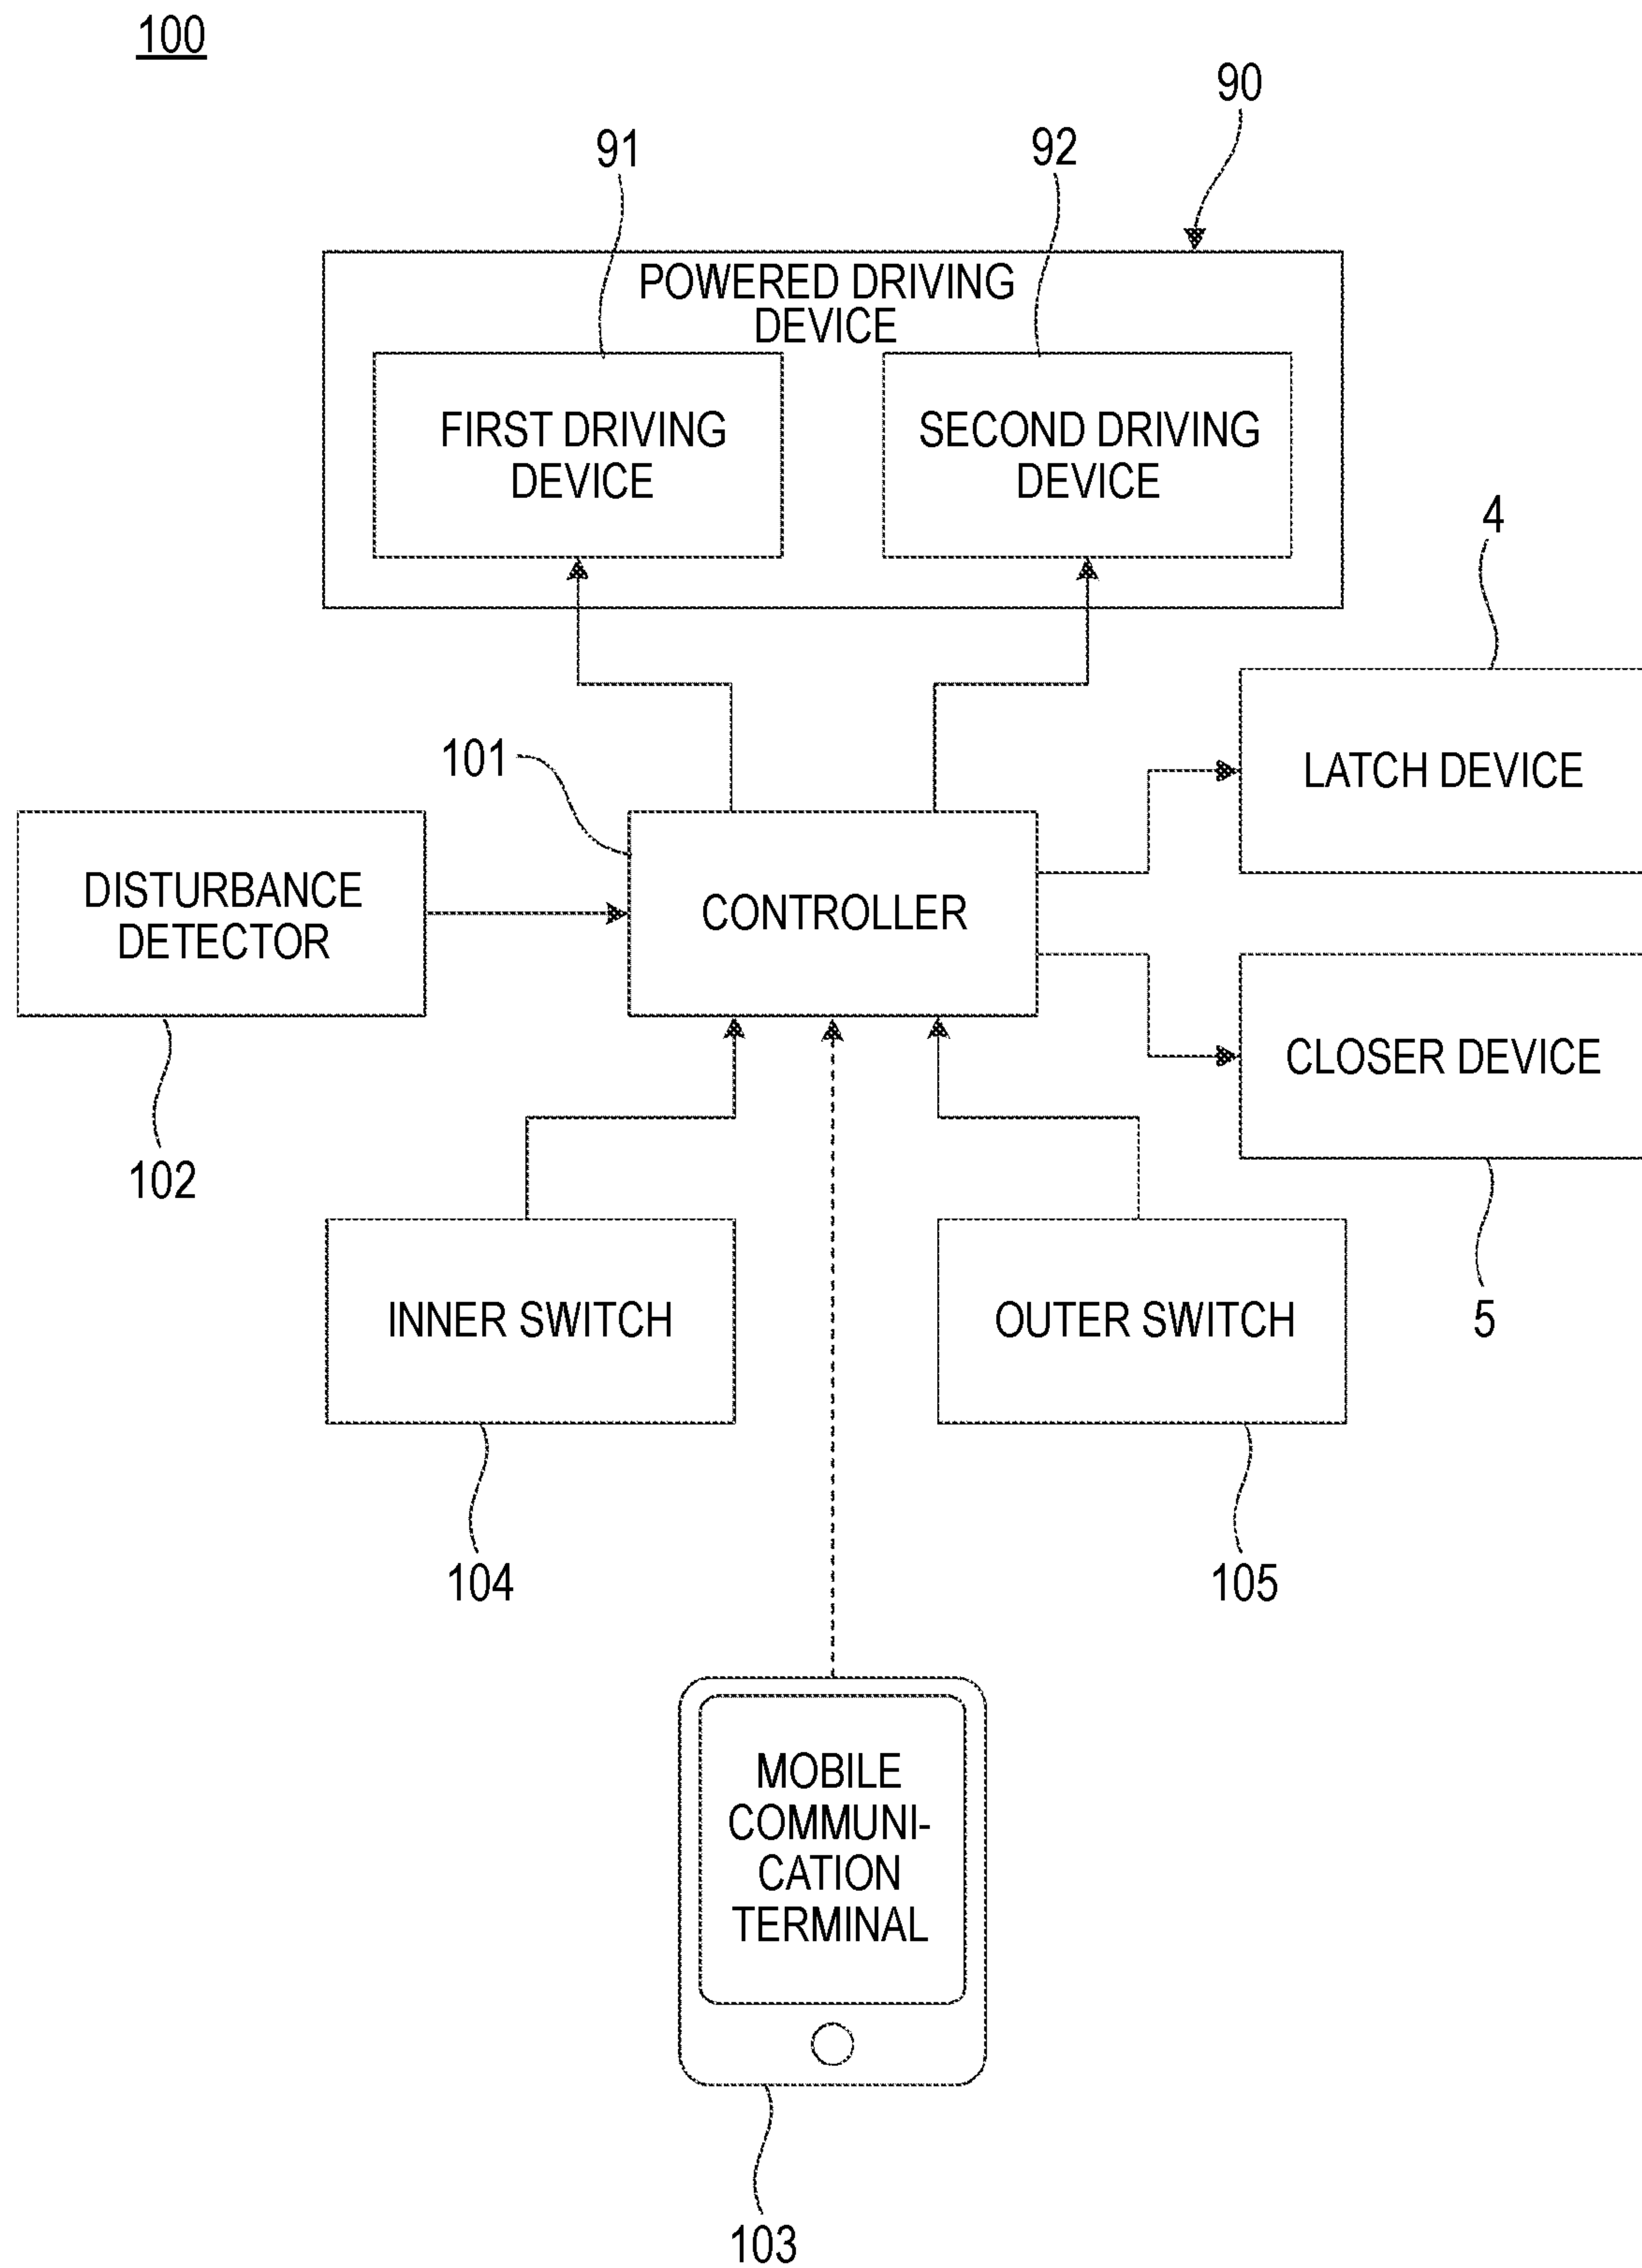 100
90
91
92
POWERED DRIVING
DEVICE
FIRST DRIVING
DEVICE
SECOND DRIVING
DEVICE
4
101
LATCH DEVICE
DISTURBANCE
DETECTOR
CONTROLLER
CLOSER DEVICE
102
INNER SWITCH
OUTER SWITCH
5
104
105
MOBILE
COMMUNI-
CATION
TERMINAL
103